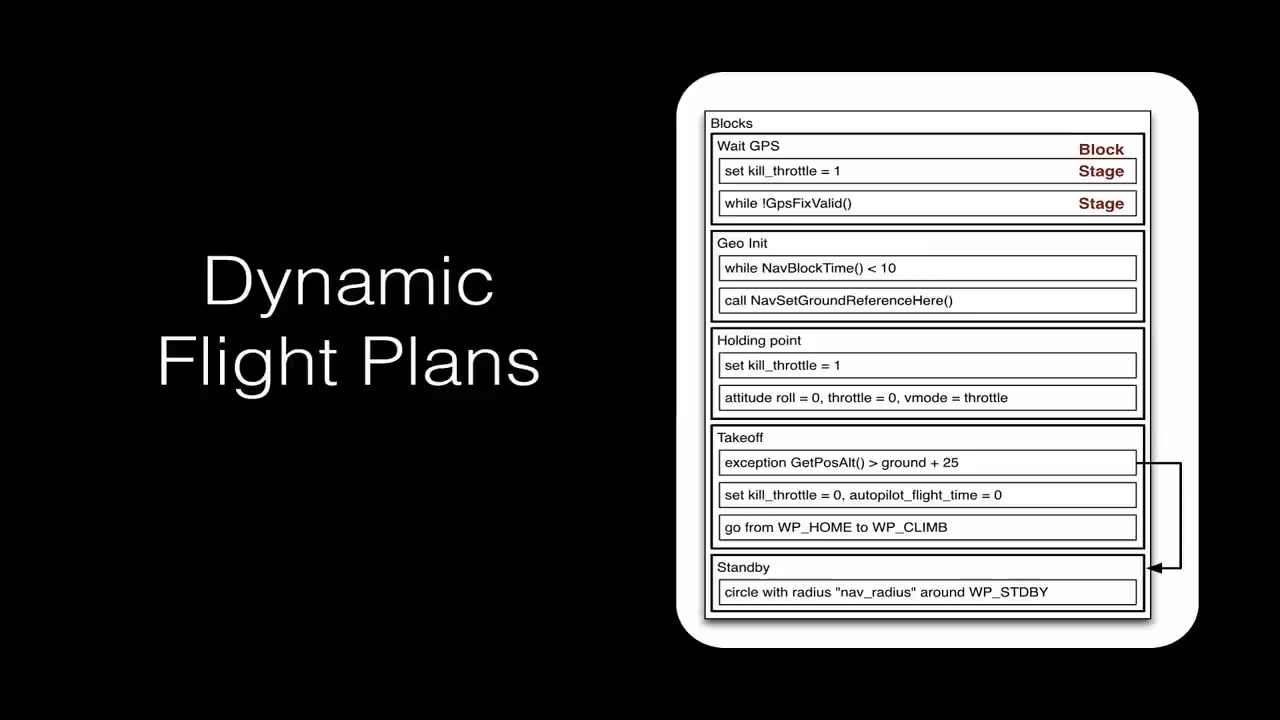 Dynamic
Flight Plans
Blocks
Wait GPS
Block
set kill_throttle = 1
Stage
while !GpsFixValid()
Stage
Geo Init
while NavBlockTime() < 10
call NavSetGroundReferenceHere()
Holding point
set kill_throttle = 1
attitude roll = 0, throttle = 0, vmode = throttle
Takeoff
exception GetPosAlt() > ground + 25
set kill_throttle = 0, autopilot_flight_time = 0
go from WP_HOME to WP_CLIMB
Standby
circle with radius "nav_radius" around WP_STDBY